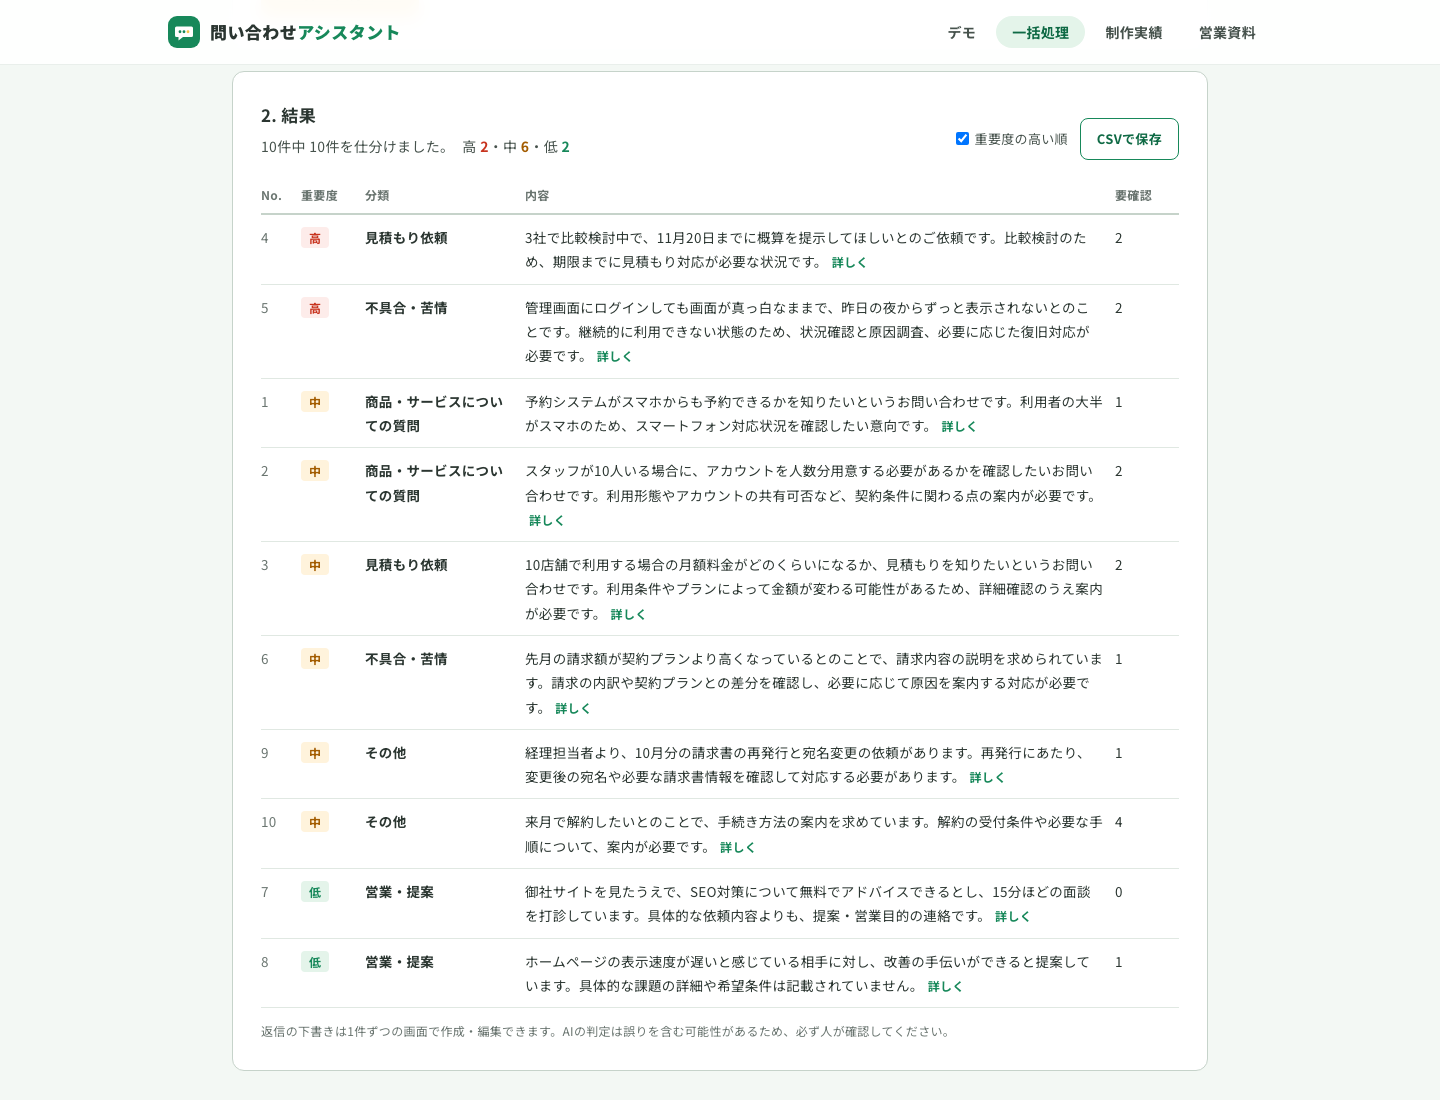 問い合わせアシスタント
デモ 一括処理 制作実績 営業資料
2. 結果
10件中 10件を仕分けました。 高 2・中 6・低 2
重要度の高い順 CSVで保存
No. 重要度 分類 内容 要確認
4 高 見積もり依頼 3社で比較検討中で、11月20日までに概算を提示してほしいとのご依頼です。比較検討のた 2
め、期限までに見積もり対応が必要な状況です。 詳しく
5 高 不具合・苦情 管理画面にログインしても画面が真っ白なままで、昨日の夜からずっと表示されないとのこ 2
とです。継続的に利用できない状態のため、状況確認と原因調査、必要に応じた復旧対応が
必要です。 詳しく
1 中 商品・サービスについ 予約システムがスマホからも予約できるかを知りたいというお問い合わせです。利用者の大半 1
ての質問 がスマホのため、スマートフォン対応状況を確認したい意向です。 詳しく
2 中 商品・サービスについ スタッフが10人いる場合に、アカウントを人数分用意する必要があるかを確認したいお問い 2
ての質問 合わせです。利用形態やアカウントの共有可否など、契約条件に関わる点の案内が必要です。
詳しく
3 中 見積もり依頼 10店舗で利用する場合の月額料金がどのくらいになるか、見積もりを知りたいというお問い 2
合わせです。利用条件やプランによって金額が変わる可能性があるため、詳細確認のうえ案内
が必要です。 詳しく
6 中 不具合・苦情 先月の請求額が契約プランより高くなっているとのことで、請求内容の説明を求められていま 1
す。請求の内訳や契約プランとの差分を確認し、必要に応じて原因を案内する対応が必要で
す。 詳しく
9 中 その他 経理担当者より、10月分の請求書の再発行と宛名変更の依頼があります。再発行にあたり、 1
変更後の宛名や必要な請求書情報を確認して対応する必要があります。 詳しく
10 中 その他 来月で解約したいとのことで、手続き方法の案内を求めています。解約の受付条件や必要な手 4
順について、案内が必要です。 詳しく
7 低 営業・提案 御社サイトを見たうえで、SEO対策について無料でアドバイスできるとし、15分ほどの面談 0
を打診しています。具体的な依頼内容よりも、提案・営業目的の連絡です。 詳しく
8 低 営業・提案 ホームページの表示速度が遅いと感じている相手に対し、改善の手伝いができると提案して 1
います。具体的な課題の詳細や希望条件は記載されていません。 詳しく
返信の下書きは1件ずつの画面で作成・編集できます。AIの判定は誤りを含む可能性があるため、必ず人が確認してください。